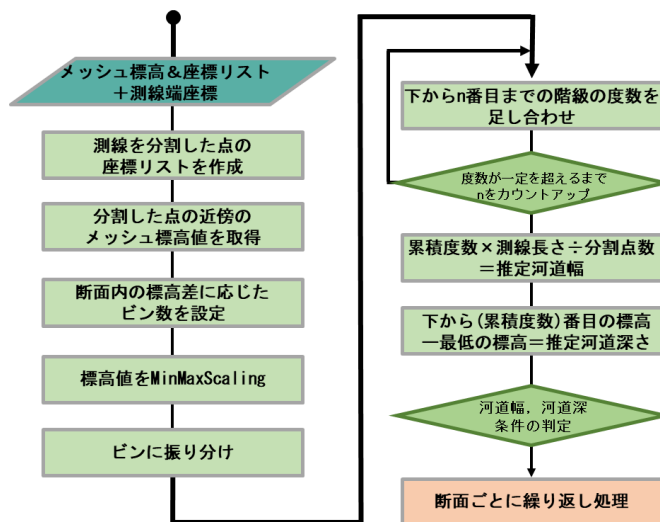 メッシュ標高＆座標リスト
＋測線端座標
測線を分割した点の
座標リストを作成
分割した点の近傍の
メッシュ標高値を取得
断面内の標高差に応じた
ビン数を設定
標高値をMinMaxScaling
ビンに振り分け
下からn番目までの階級の度数を
足し合わせ
度数が一定を超えるまで
nをカウントアップ
累積度数×測線長さ÷分割点数
＝推定河道幅
下から(累積度数)番目の標高
―最低の標高＝推定河道深さ
河道幅，河道深
条件の判定
断面ごとに繰り返し処理